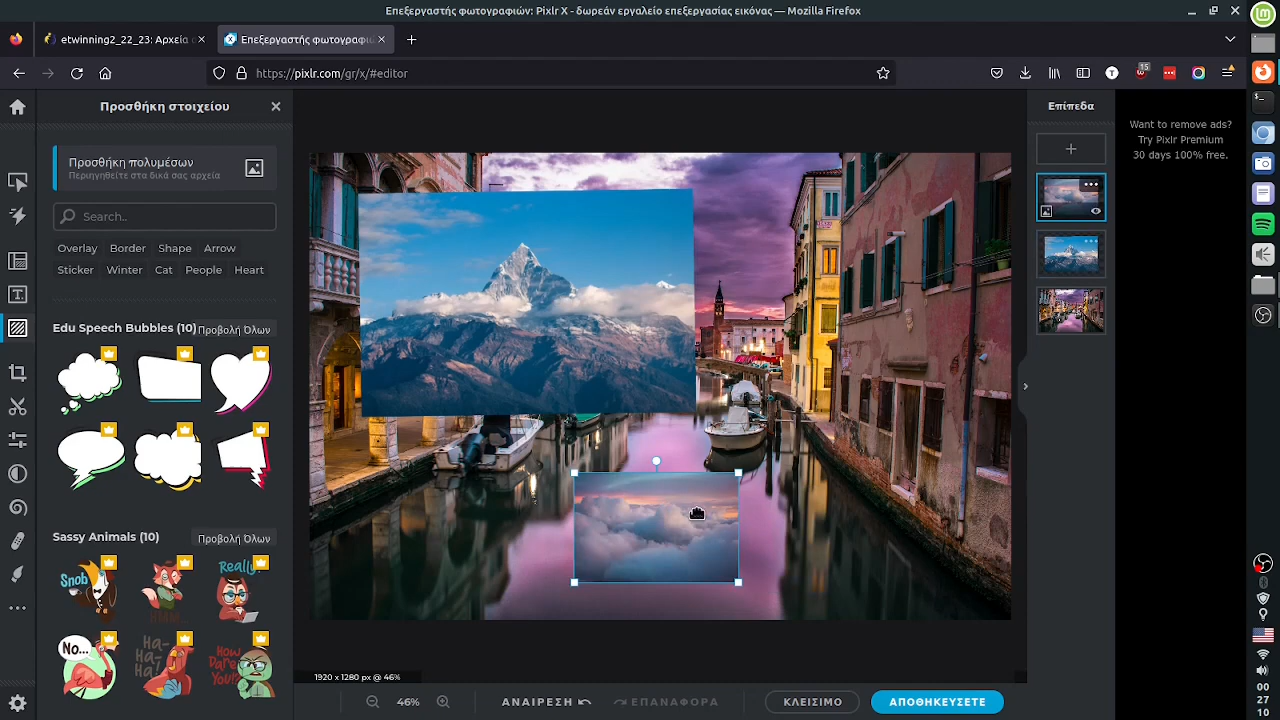 Επεξεργαστής φωτογραφιών: Pixlr X - δωρεάν εργαλείο επεξεργασίας εικόνας — Mozilla Firefox
etwinning2_22_23: Αρχεία
Επεξεργαστής φωτογραφι
https://pixlr.com/gr/x/#editor
15
Προσθήκη στοιχείου
Επίπεδα
Want to remove ads?
Try Pixlr Premium
30 days 100% free.
Προσθήκη πολυμέσων
Περιηγηθείτε στα δικά σας αρχεία
Search..
Overlay Border Shape Arrow
Sticker Winter Cat People Heart
Edu Speech Bubbles (10) Προβολή Όλων
Sassy Animals (10) Προβολή Όλων
Snob
HMM...
Really?
No...
Ha-Ha-Ha!
How Dare You!
1920 x 1280 px @ 46%
46%
ΑΝΑΙΡΕΣΗ
ΕΠΑΝΑΦΟΡΑ
ΚΛΕΙΣΙΜΟ
ΑΠΟΘΗΚΕΥΣΕΤΕ
00
27
10